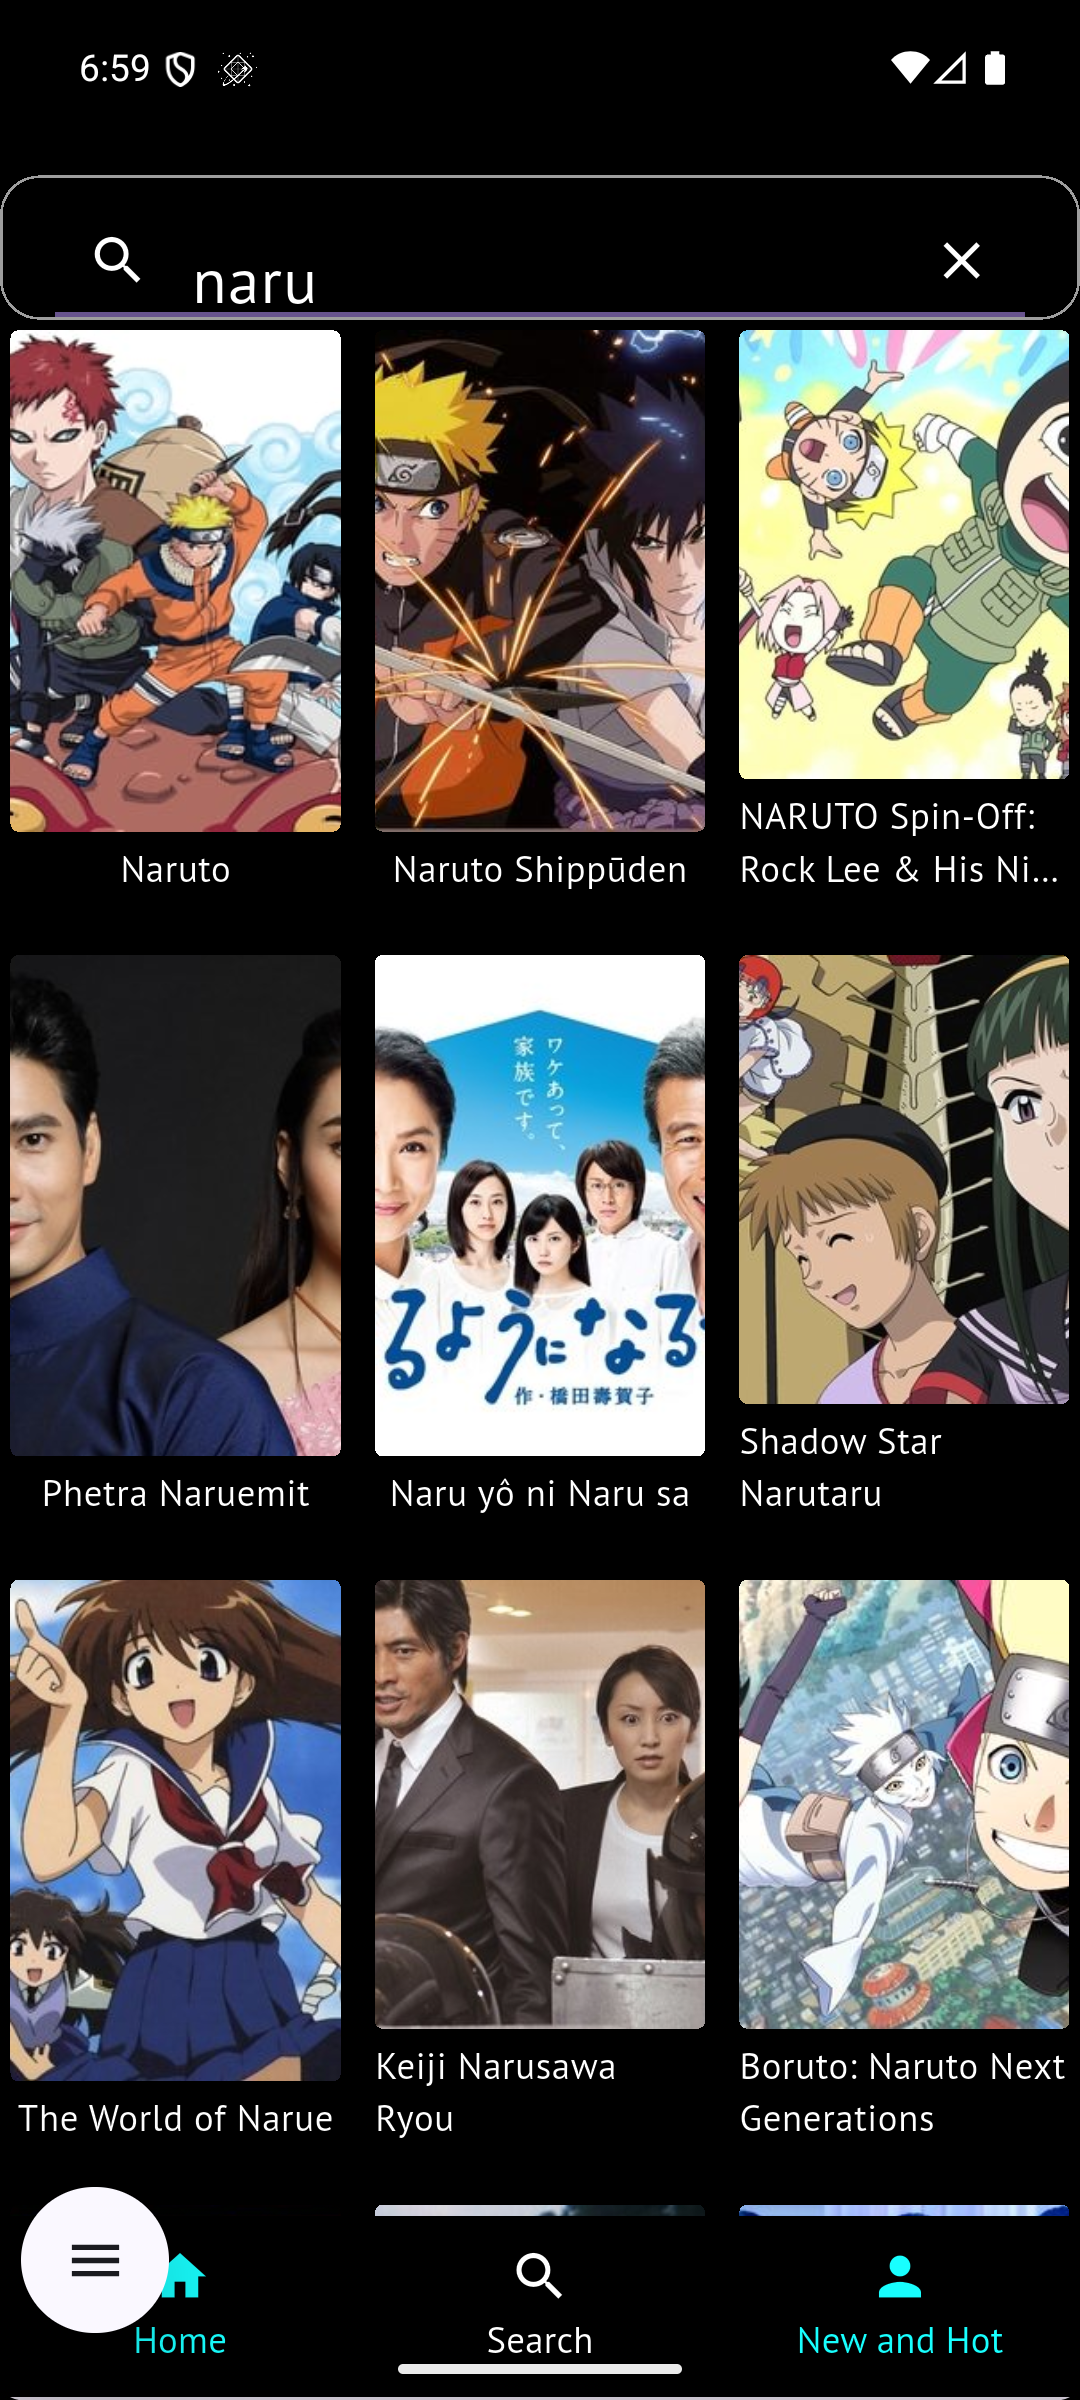 6:59
naru
Naruto
Naruto Shippūden
NARUTO Spin-Off:
Rock Lee & His Ni...
ワケあって、
家族です。
るようになる
作・橋田壽賀子
Phetra Naruemit
Naru yô ni Naru sa
Shadow Star
Narutaru
The World of Narue
Keiji Narusawa
Ryou
Boruto: Naruto Next
Generations
Home
Search
New and Hot